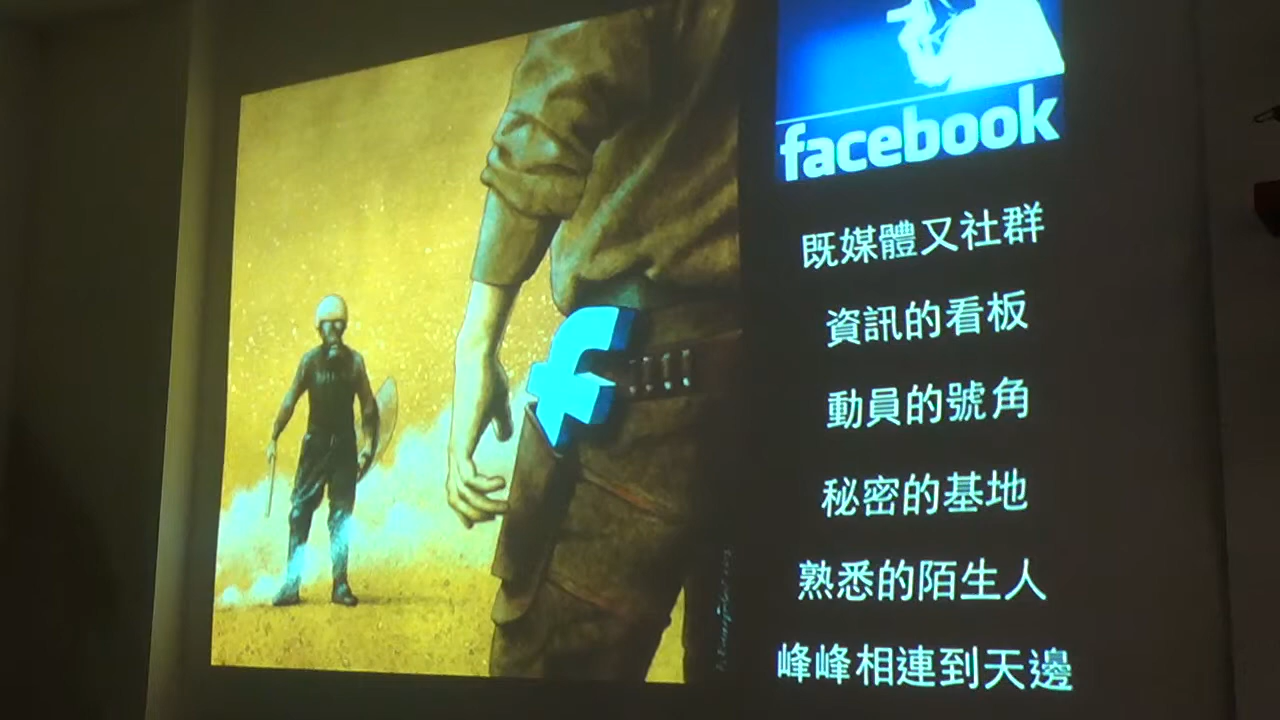 facebook
既媒體又社群
資訊的看板
動員的號角
秘密的基地
熟悉的陌生人
峰峰相連到天邊